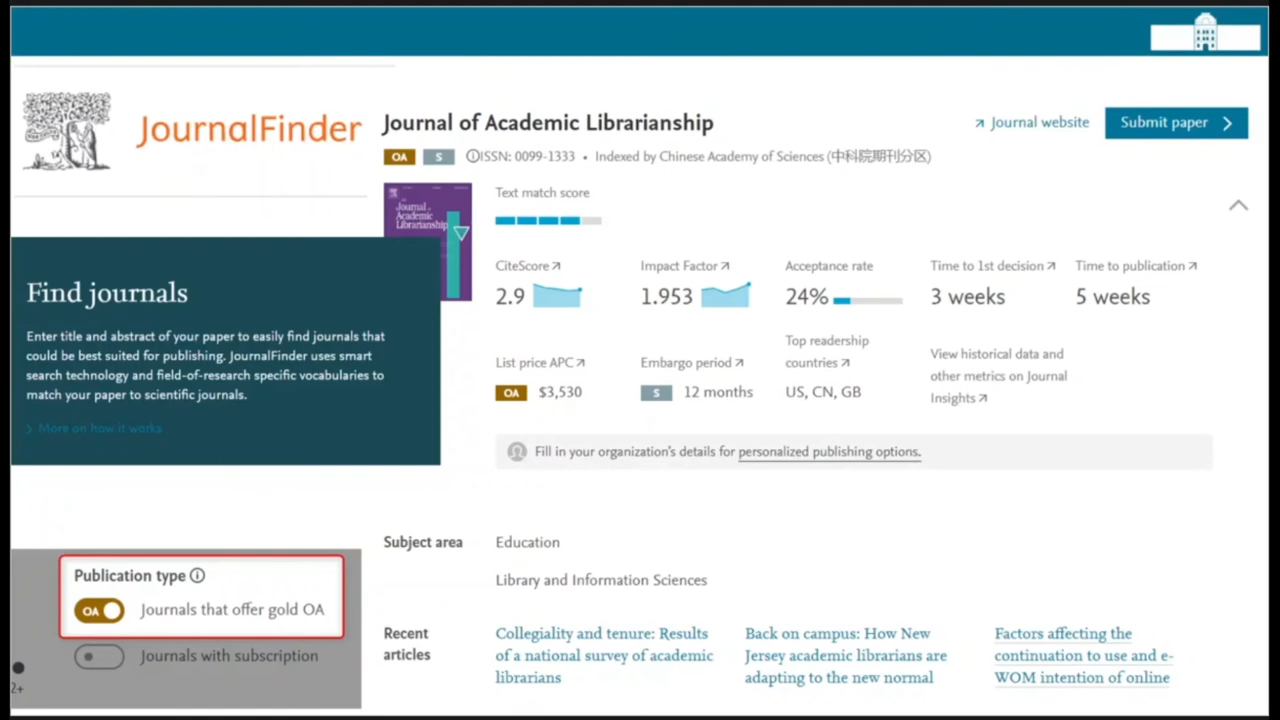 JournalFinder
Find journals
Enter title and abstract of your paper to easily find journals that
could be best suited for publishing. JournalFinder uses smart
search technology and field-of-research specific vocabularies to
match your paper to scientific journals.
More on how it works
Publication type
OA Journals that offer gold OA
Journals with subscription
2+
Journal of Academic Librarianship
Journal website
Submit paper
OA S ISSN: 0099-1333 • Indexed by Chinese Academy of Sciences (中科院期刊分区)
Journal
Academic
Librarianship
Text match score
CiteScore Impact Factor Acceptance rate Time to 1st decision Time to publication
2.9 1.953 24% 3 weeks 5 weeks
List price APC Embargo period Top readership
countries
OA $3,530 S 12 months US, CN, GB
View historical data and
other metrics on Journal
Insights
Fill in your organization's details for personalized publishing options.
Subject area Education
Library and Information Sciences
Recent
articles
Collegiality and tenure: Results
of a national survey of academic
librarians
Back on campus: How New
Jersey academic librarians are
adapting to the new normal
Factors affecting the
continuation to use and e-
WOM intention of online